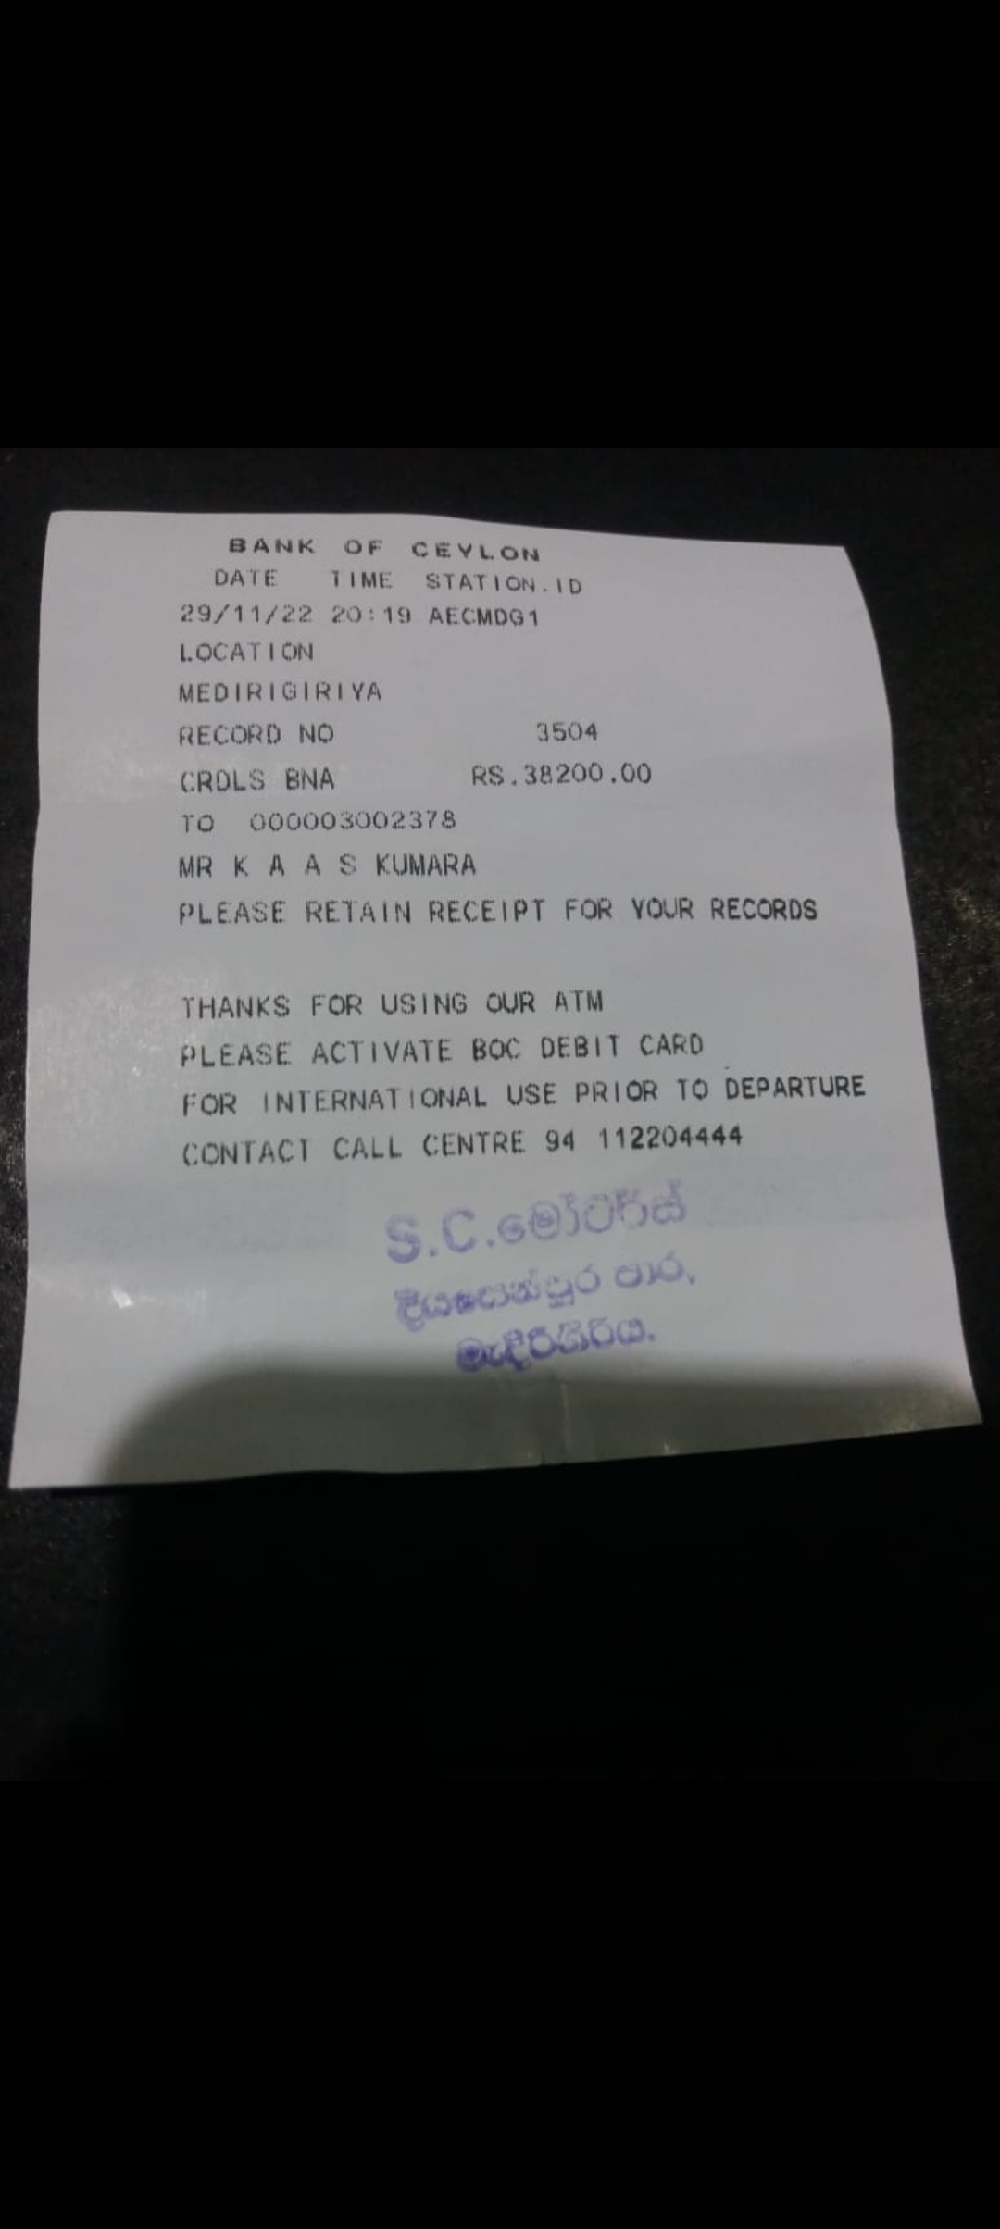 BANK OF CEYLON
DATE TIME STATION.ID
29/11/22 20:19 AECMDG1
LOCATION
MEDIRIGIRIYA
RECORD NO 3504
CRDLS BNA RS.38200.00
TO 000003002378
MR K A A S KUMARA
PLEASE RETAIN RECEIPT FOR YOUR RECORDS
THANKS FOR USING OUR ATM
PLEASE ACTIVATE BOC DEBIT CARD
FOR INTERNATIONAL USE PRIOR TO DEPARTURE
CONTACT CALL CENTRE 94 112204444
S.C.මෝටර්ස්
දියසෙන්පුර පාර,
මැදිරිගිරිය.